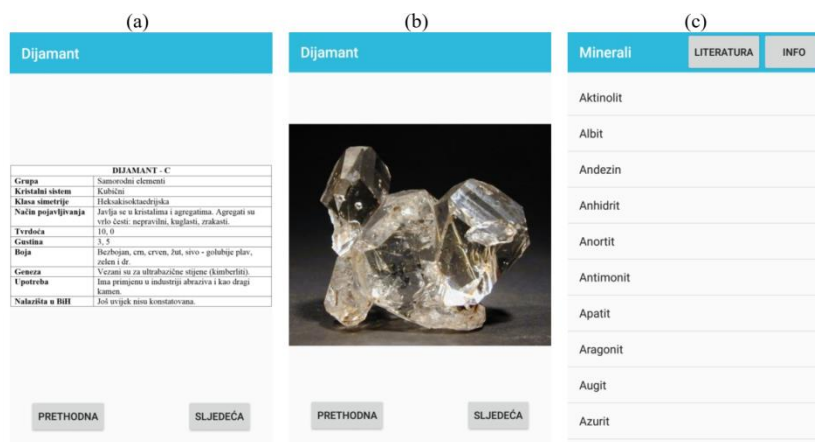 (a)
Dijamant
DIJAMANT - C
Grupa Samorodni elementi
Kristalni sistem Kubični
Klasa simetrije Heksakisoktaedrijska
Način pojavljivanja Javlja se u kristalima i agregatima. Agregati su
vrlo česti: nepravilni, kuglasti, zrakasti.
Tvrdoća 10, 0
Gustina 3, 5
Boja Bezbojan, crn, crven, žut, sivo - golubije plav,
zelen i dr.
Geneza Vezani su za ultrabazične stijene (kimberliti).
Upotreba Ima primjenu u industriji abraziva i kao dragi
kamen.
Nalazišta u BiH Još uvijek nisu konstatovana.
PRETHODNA SLJEDEĆA
(b)
Dijamant
PRETHODNA SLJEDEĆA
(c)
Minerali LITERATURA INFO
Aktinolit
Albit
Andezin
Anhidrit
Anortit
Antimonit
Apatit
Aragonit
Augit
Azurit